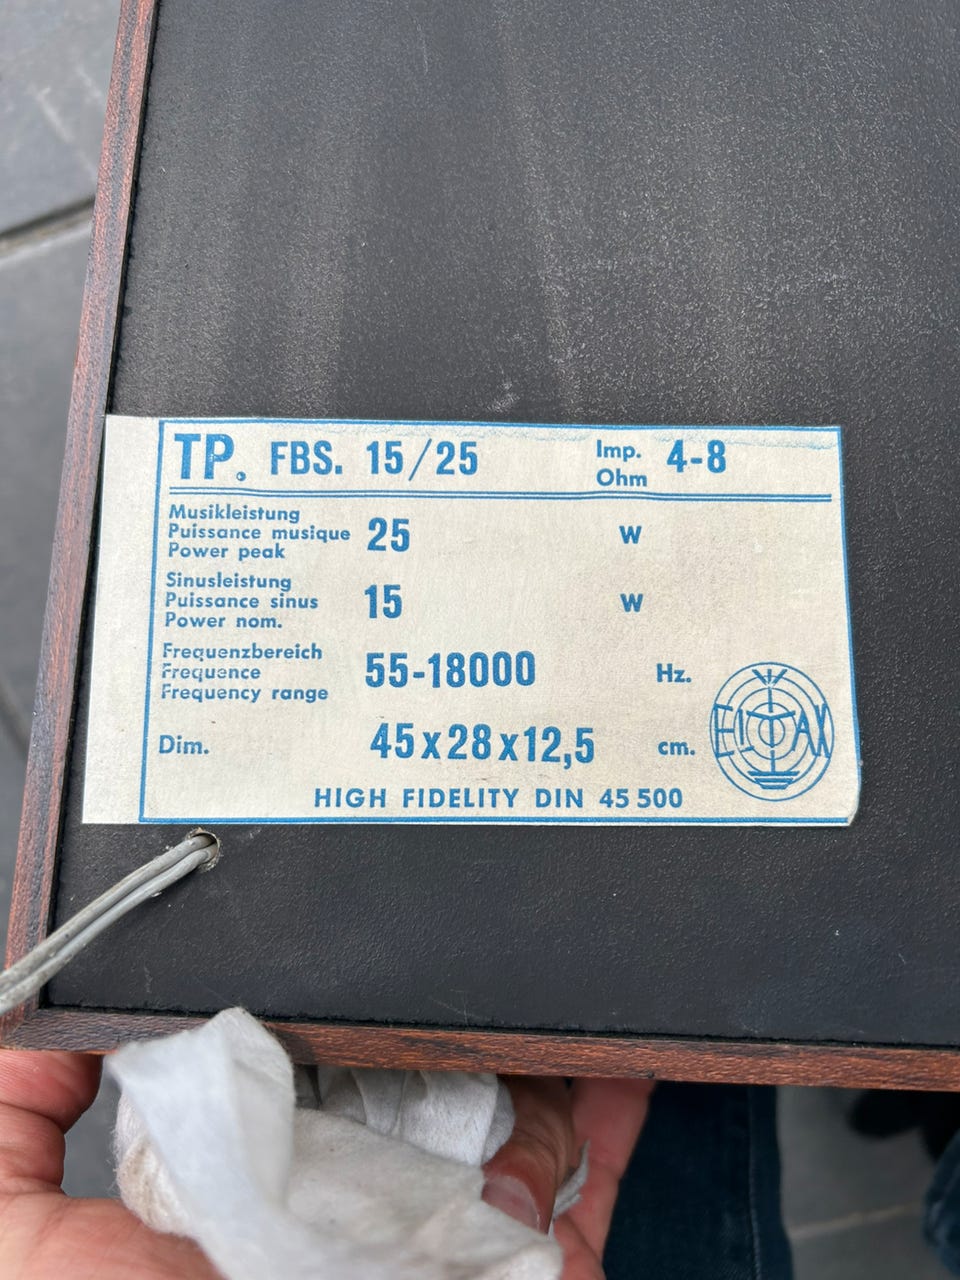 TP. FBS. 15/25 Imp. Ohm 4-8
Musikleistung
Puissance musique 25 W
Power peak
Sinusleistung
Puissance sinus 15 W
Power nom.
Frequenzbereich
Frequence 55-18000 Hz.
Frequency range
Dim. 45x28x12,5 cm.
ELTAX
HIGH FIDELITY DIN 45 500